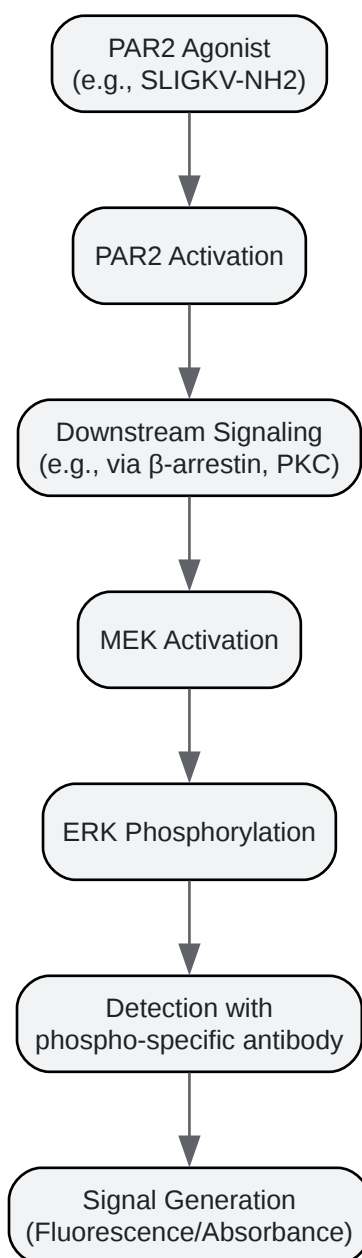 PAR2 Agonist
(e.g., SLIGKV-NH2)
PAR2 Activation
Downstream Signaling
(e.g., via β-arrestin, PKC)
MEK Activation
ERK Phosphorylation
Detection with
phospho-specific antibody
Signal Generation
(Fluorescence/Absorbance)